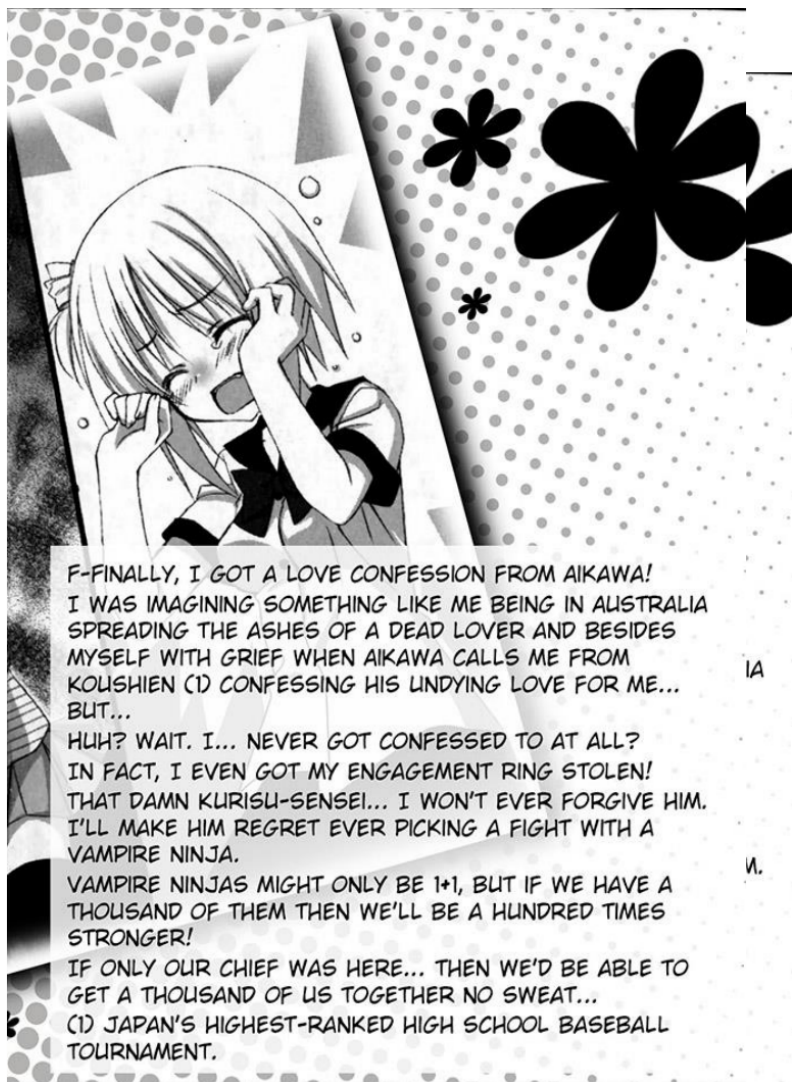 F-FINALLY, I GOT A LOVE CONFESSION FROM AIKAWA!
I WAS IMAGINING SOMETHING LIKE ME BEING IN AUSTRALIA
SPREADING THE ASHES OF A DEAD LOVER AND BESIDES
MYSELF WITH GRIEF WHEN AIKAWA CALLS ME FROM
KOUSHIEN (1) CONFESSING HIS UNDYING LOVE FOR ME...
BUT...
HUH? WAIT. I... NEVER GOT CONFESSED TO AT ALL?
IN FACT, I EVEN GOT MY ENGAGEMENT RING STOLEN!
THAT DAMN KURISU-SENSEI... I WON'T EVER FORGIVE HIM.
I'LL MAKE HIM REGRET EVER PICKING A FIGHT WITH A
VAMPIRE NINJA.
VAMPIRE NINJAS MIGHT ONLY BE 1+1, BUT IF WE HAVE A
THOUSAND OF THEM THEN WE'LL BE A HUNDRED TIMES
STRONGER!
IF ONLY OUR CHIEF WAS HERE... THEN WE'D BE ABLE TO
GET A THOUSAND OF US TOGETHER NO SWEAT...
(1) JAPAN'S HIGHEST-RANKED HIGH SCHOOL BASEBALL
TOURNAMENT.